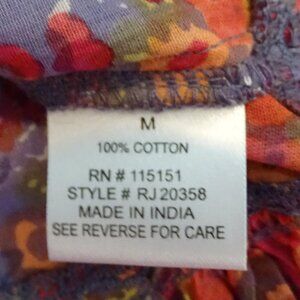 M
100% COTTON
RN # 115151
STYLE # RJ 20358
MADE IN INDIA
SEE REVERSE FOR CARE